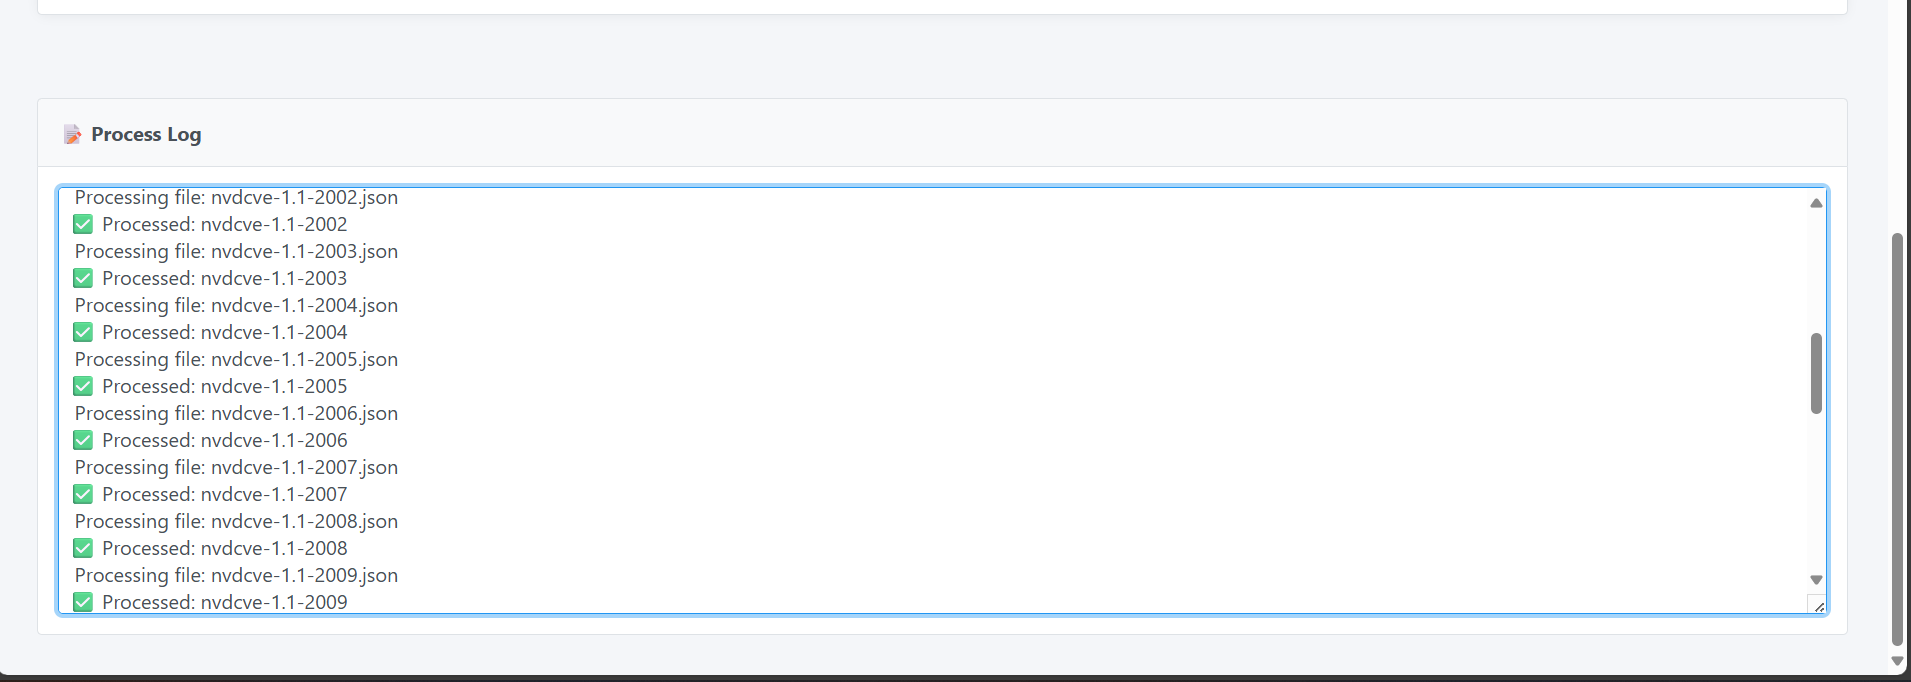 Process Log
Processing file: nvdcve-1.1-2002.json
✅ Processed: nvdcve-1.1-2002
Processing file: nvdcve-1.1-2003.json
✅ Processed: nvdcve-1.1-2003
Processing file: nvdcve-1.1-2004.json
✅ Processed: nvdcve-1.1-2004
Processing file: nvdcve-1.1-2005.json
✅ Processed: nvdcve-1.1-2005
Processing file: nvdcve-1.1-2006.json
✅ Processed: nvdcve-1.1-2006
Processing file: nvdcve-1.1-2007.json
✅ Processed: nvdcve-1.1-2007
Processing file: nvdcve-1.1-2008.json
✅ Processed: nvdcve-1.1-2008
Processing file: nvdcve-1.1-2009.json
✅ Processed: nvdcve-1.1-2009